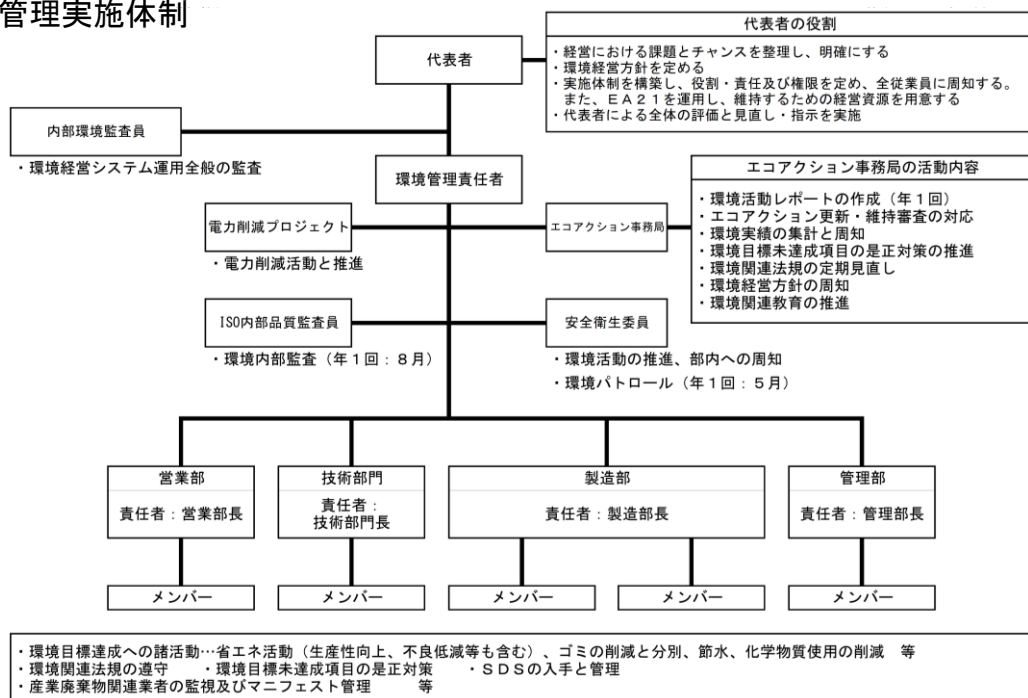 管理実施体制
代表者
代表者の役割
・経営における課題とチャンスを整理し、明確にする
・環境経営方針を定める
・実施体制を構築し、役割・責任及び権限を定め、全従業員に周知する。
また、ＥＡ２１を運用し、維持するための経営資源を用意する
・代表者による全体の評価と見直し・指示を実施
内部環境監査員
・環境経営システム運用全般の監査
環境管理責任者
エコアクション事務局の活動内容
・環境活動レポートの作成（年１回）
・エコアクション更新・維持審査の対応
・環境実績の集計と周知
・環境目標未達成項目の是正対策の推進
・環境関連法規の定期見直し
・環境経営方針の周知
・環境関連教育の推進
電力削減プロジェクト
・電力削減活動と推進
エコアクション事務局
ISO内部品質監査員
・環境内部監査（年１回：８月）
安全衛生委員
・環境活動の推進、部内への周知
・環境パトロール（年１回：５月）
営業部
責任者：営業部長
技術部門
責任者：
技術部門長
製造部
責任者：製造部長
管理部
責任者：管理部長
メンバー
メンバー
メンバー
メンバー
メンバー
・環境目標達成への諸活動…省エネ活動（生産性向上、不良低減等も含む）、ゴミの削減と分別、節水、化学物質使用の削減　等
・環境関連法規の遵守　・環境目標未達成項目の是正対策　・ＳＤＳの入手と管理
・産業廃棄物関連業者の監視及びマニフェスト管理　等